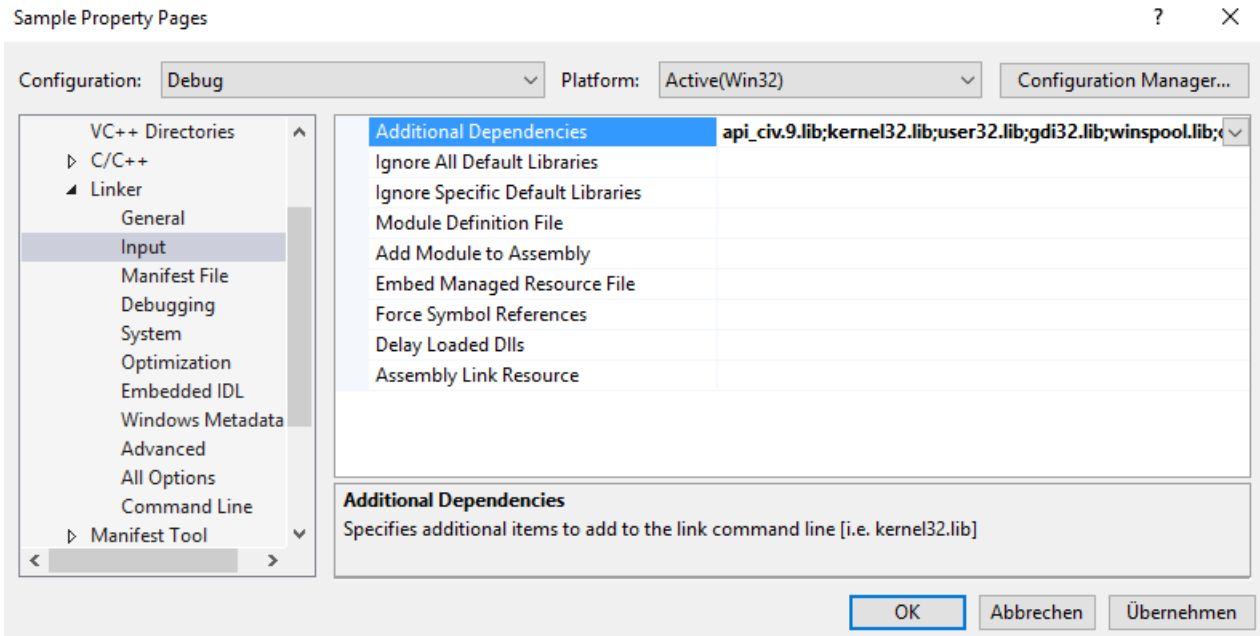 Sample Property Pages ? ×
Configuration: Debug Platform: Active(Win32) Configuration Manager...
VC++ Directories
C/C++
Linker
General
Input
Manifest File
Debugging
System
Optimization
Embedded IDL
Windows Metadata
Advanced
All Options
Command Line
Manifest Tool
Additional Dependencies api_civ.9.lib;kernel32.lib;user32.lib;gdi32.lib;winspool.lib;
Ignore All Default Libraries
Ignore Specific Default Libraries
Module Definition File
Add Module to Assembly
Embed Managed Resource File
Force Symbol References
Delay Loaded Dlls
Assembly Link Resource
Additional Dependencies
Specifies additional items to add to the link command line [i.e. kernel32.lib]
OK Abbrechen Übernehmen